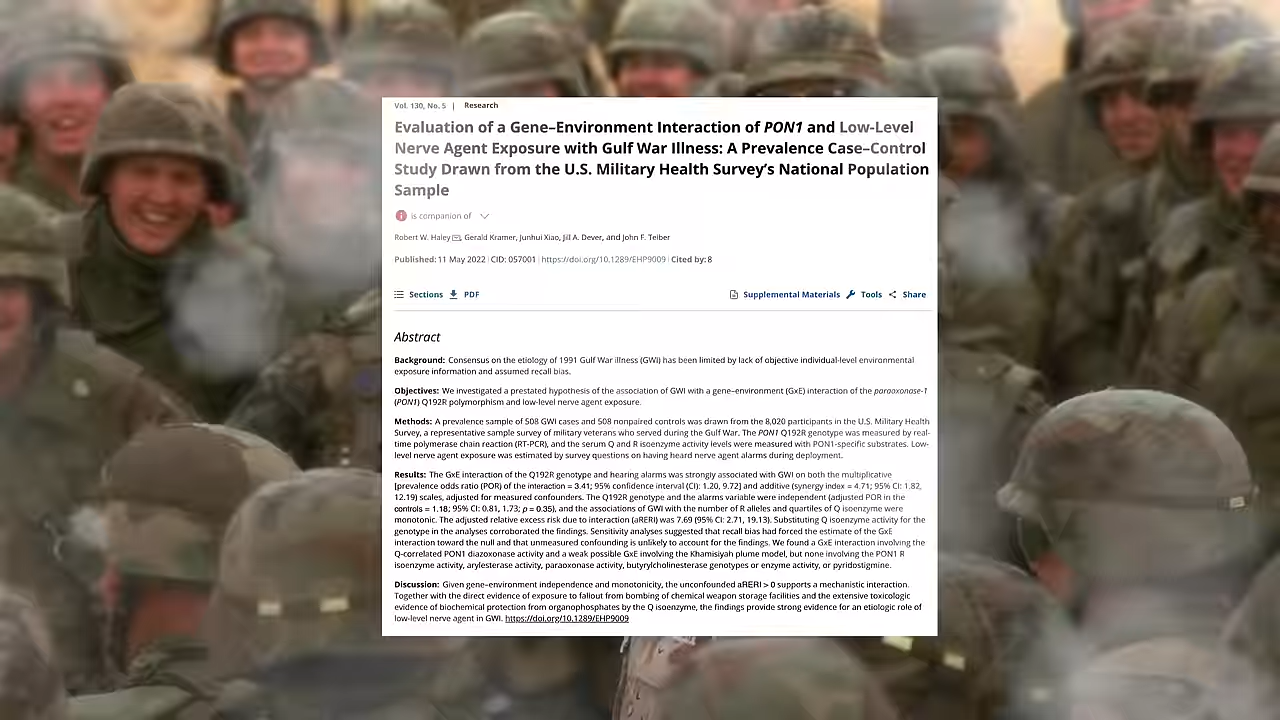 Vol. 130, No. 5 | Research
Evaluation of a Gene–Environment Interaction of PON1 and Low-Level
Nerve Agent Exposure with Gulf War Illness: A Prevalence Case–Control
Study Drawn from the U.S. Military Health Survey's National Population
Sample
is companion of
Robert W. Haley, Gerald Kramer, Junhui Xiao, Jill A. Dever, and John F. Teiber
Published: 11 May 2022 | CID: 057001 | https://doi.org/10.1289/EHP9009 | Cited by: 8
Sections PDF Supplemental Materials Tools Share
Abstract
Background: Consensus on the etiology of 1991 Gulf War illness (GWI) has been limited by lack of objective individual-level environmental
exposure information and assumed recall bias.
Objectives: We investigated a prestated hypothesis of the association of GWI with a gene–environment (GxE) interaction of the paraoxonase-1
(PON1) Q192R polymorphism and low-level nerve agent exposure.
Methods: A prevalence sample of 508 GWI cases and 508 nonpaired controls was drawn from the 8,020 participants in the U.S. Military Health
Survey, a representative sample survey of military veterans who served during the Gulf War. The PON1 Q192R genotype was measured by real-
time polymerase chain reaction (RT-PCR), and the serum Q and R isoenzyme activity levels were measured with PON1-specific substrates. Low-
level nerve agent exposure was estimated by survey questions on having heard nerve agent alarms during deployment.
Results: The GxE interaction of the Q192R genotype and hearing alarms was strongly associated with GWI on both the multiplicative
[prevalence odds ratio (POR) of the interaction = 3.41; 95% confidence interval (CI): 1.20, 9.72] and additive (synergy index = 4.71; 95% CI: 1.82,
12.19) scales, adjusted for measured confounders. The Q192R genotype and the alarms variable were independent (adjusted POR in the
controls = 1.18; 95% CI: 0.81, 1.73; p = 0.35), and the associations of GWI with the number of R alleles and quartiles of Q isoenzyme were
monotonic. The adjusted relative excess risk due to interaction (aRERI) was 7.69 (95% CI: 2.71, 19.13). Substituting Q isoenzyme activity for the
genotype in the analyses corroborated the findings. Sensitivity analyses suggested that recall bias had forced the estimate of the GxE
interaction toward the null and that unmeasured confounding is unlikely to account for the findings. We found a GxE interaction involving the
Q-correlated PON1 diazoxonase activity and a weak possible GxE involving the Khamisiyah plume model, but none involving the PON1 R
isoenzyme activity, arylesterase activity, paraoxonase activity, butyrylcholinesterase genotypes or enzyme activity, or pyridostigmine.
Discussion: Given gene–environment independence and monotonicity, the unconfounded aRERI > 0 supports a mechanistic interaction.
Together with the direct evidence of exposure to fallout from bombing of chemical weapon storage facilities and the extensive toxicologic
evidence of biochemical protection from organophosphates by the Q isoenzyme, the findings provide strong evidence for an etiologic role of
low-level nerve agent in GWI. https://doi.org/10.1289/EHP9009